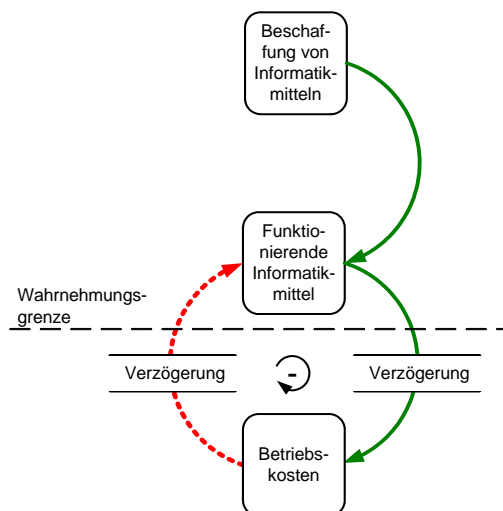 Beschaf-
fung von
Informatik-
mitteln
Funktio-
nierende
Informatik-
mittel
Wahrnehmungs-
grenze
Verzögerung
-
Verzögerung
Betriebs-
kosten